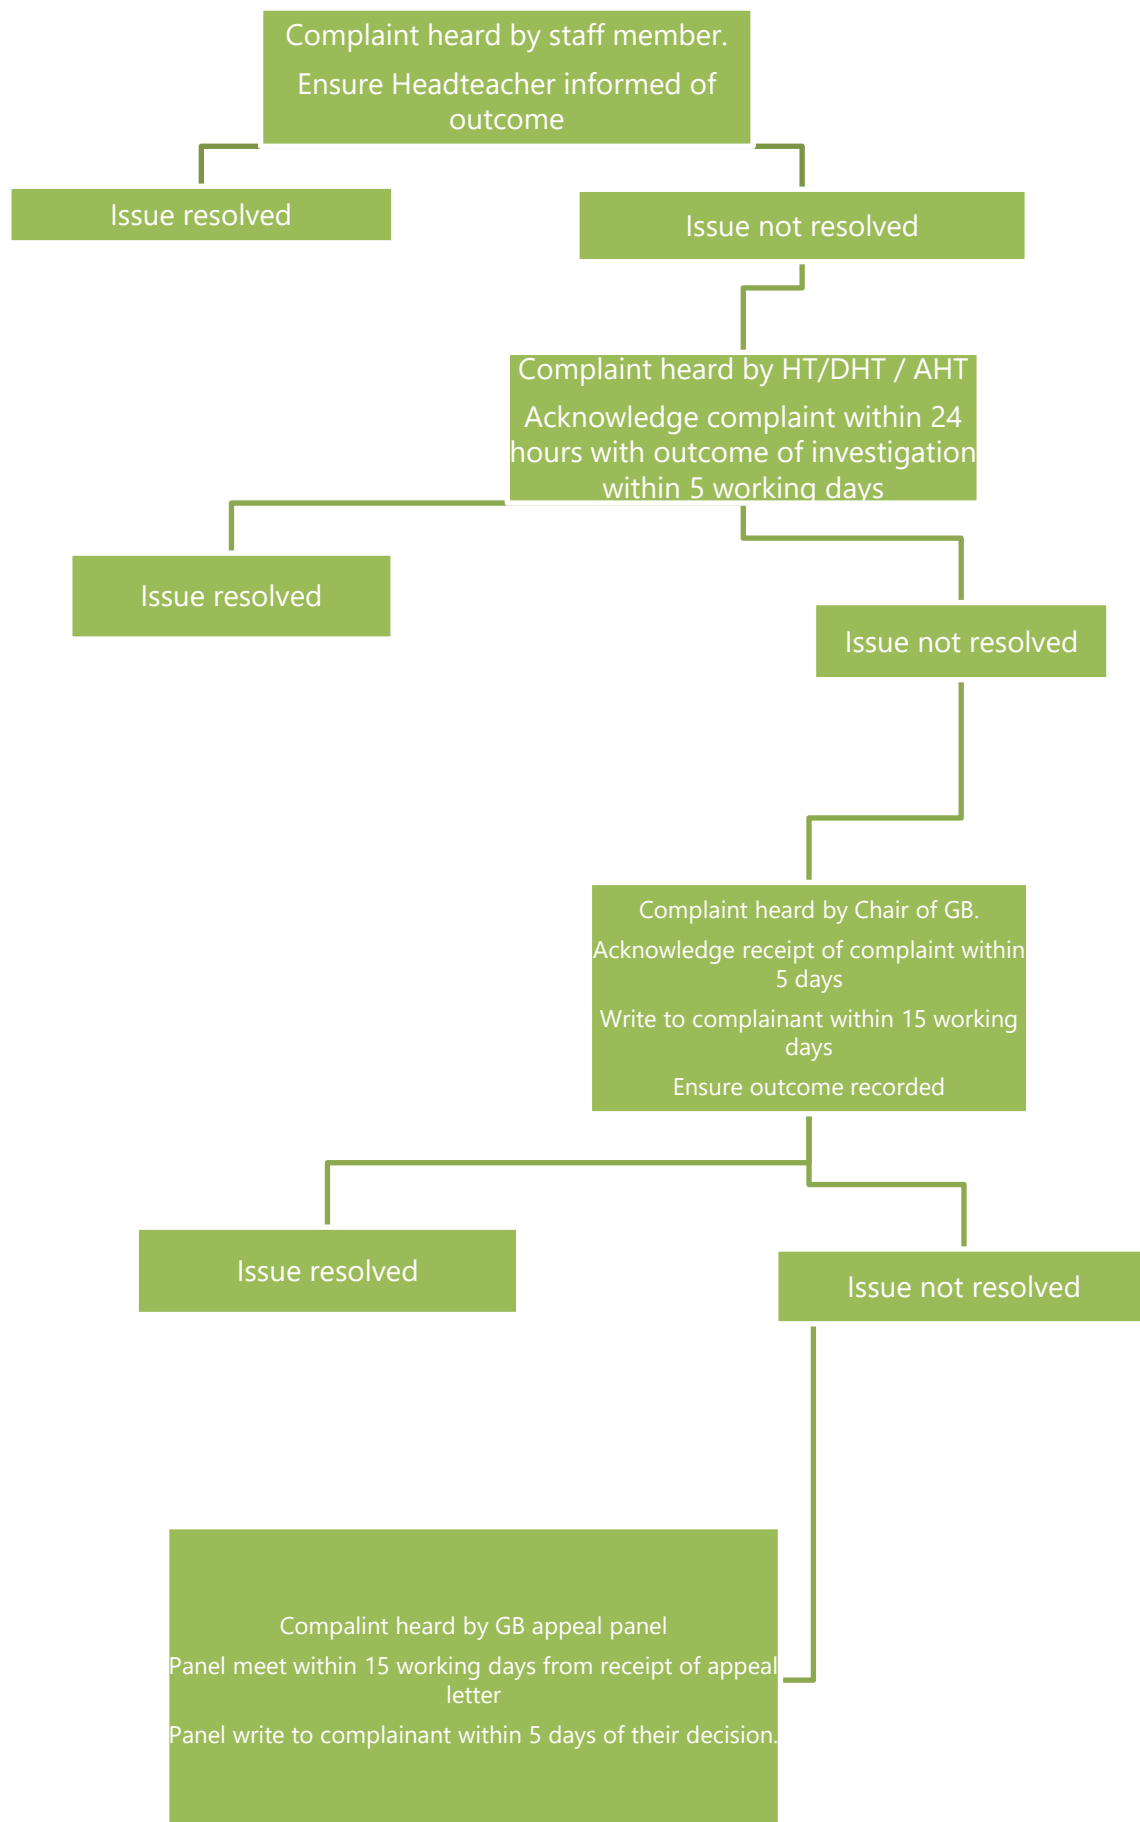 Complaint heard by staff member.
Ensure Headteacher informed of
outcome
Issue resolved
Issue not resolved
Complaint heard by HT/DHT / AHT
Acknowledge complaint within 24
hours with outcome of investigation
within 5 working days
Issue resolved
Issue not resolved
Complaint heard by Chair of GB.
Acknowledge receipt of complaint within
5 days
Write to complainant within 15 working
days
Ensure outcome recorded
Issue resolved
Issue not resolved
Compalint heard by GB appeal panel
Panel meet within 15 working days from receipt of appeal
letter
Panel write to complainant within 5 days of their decision.